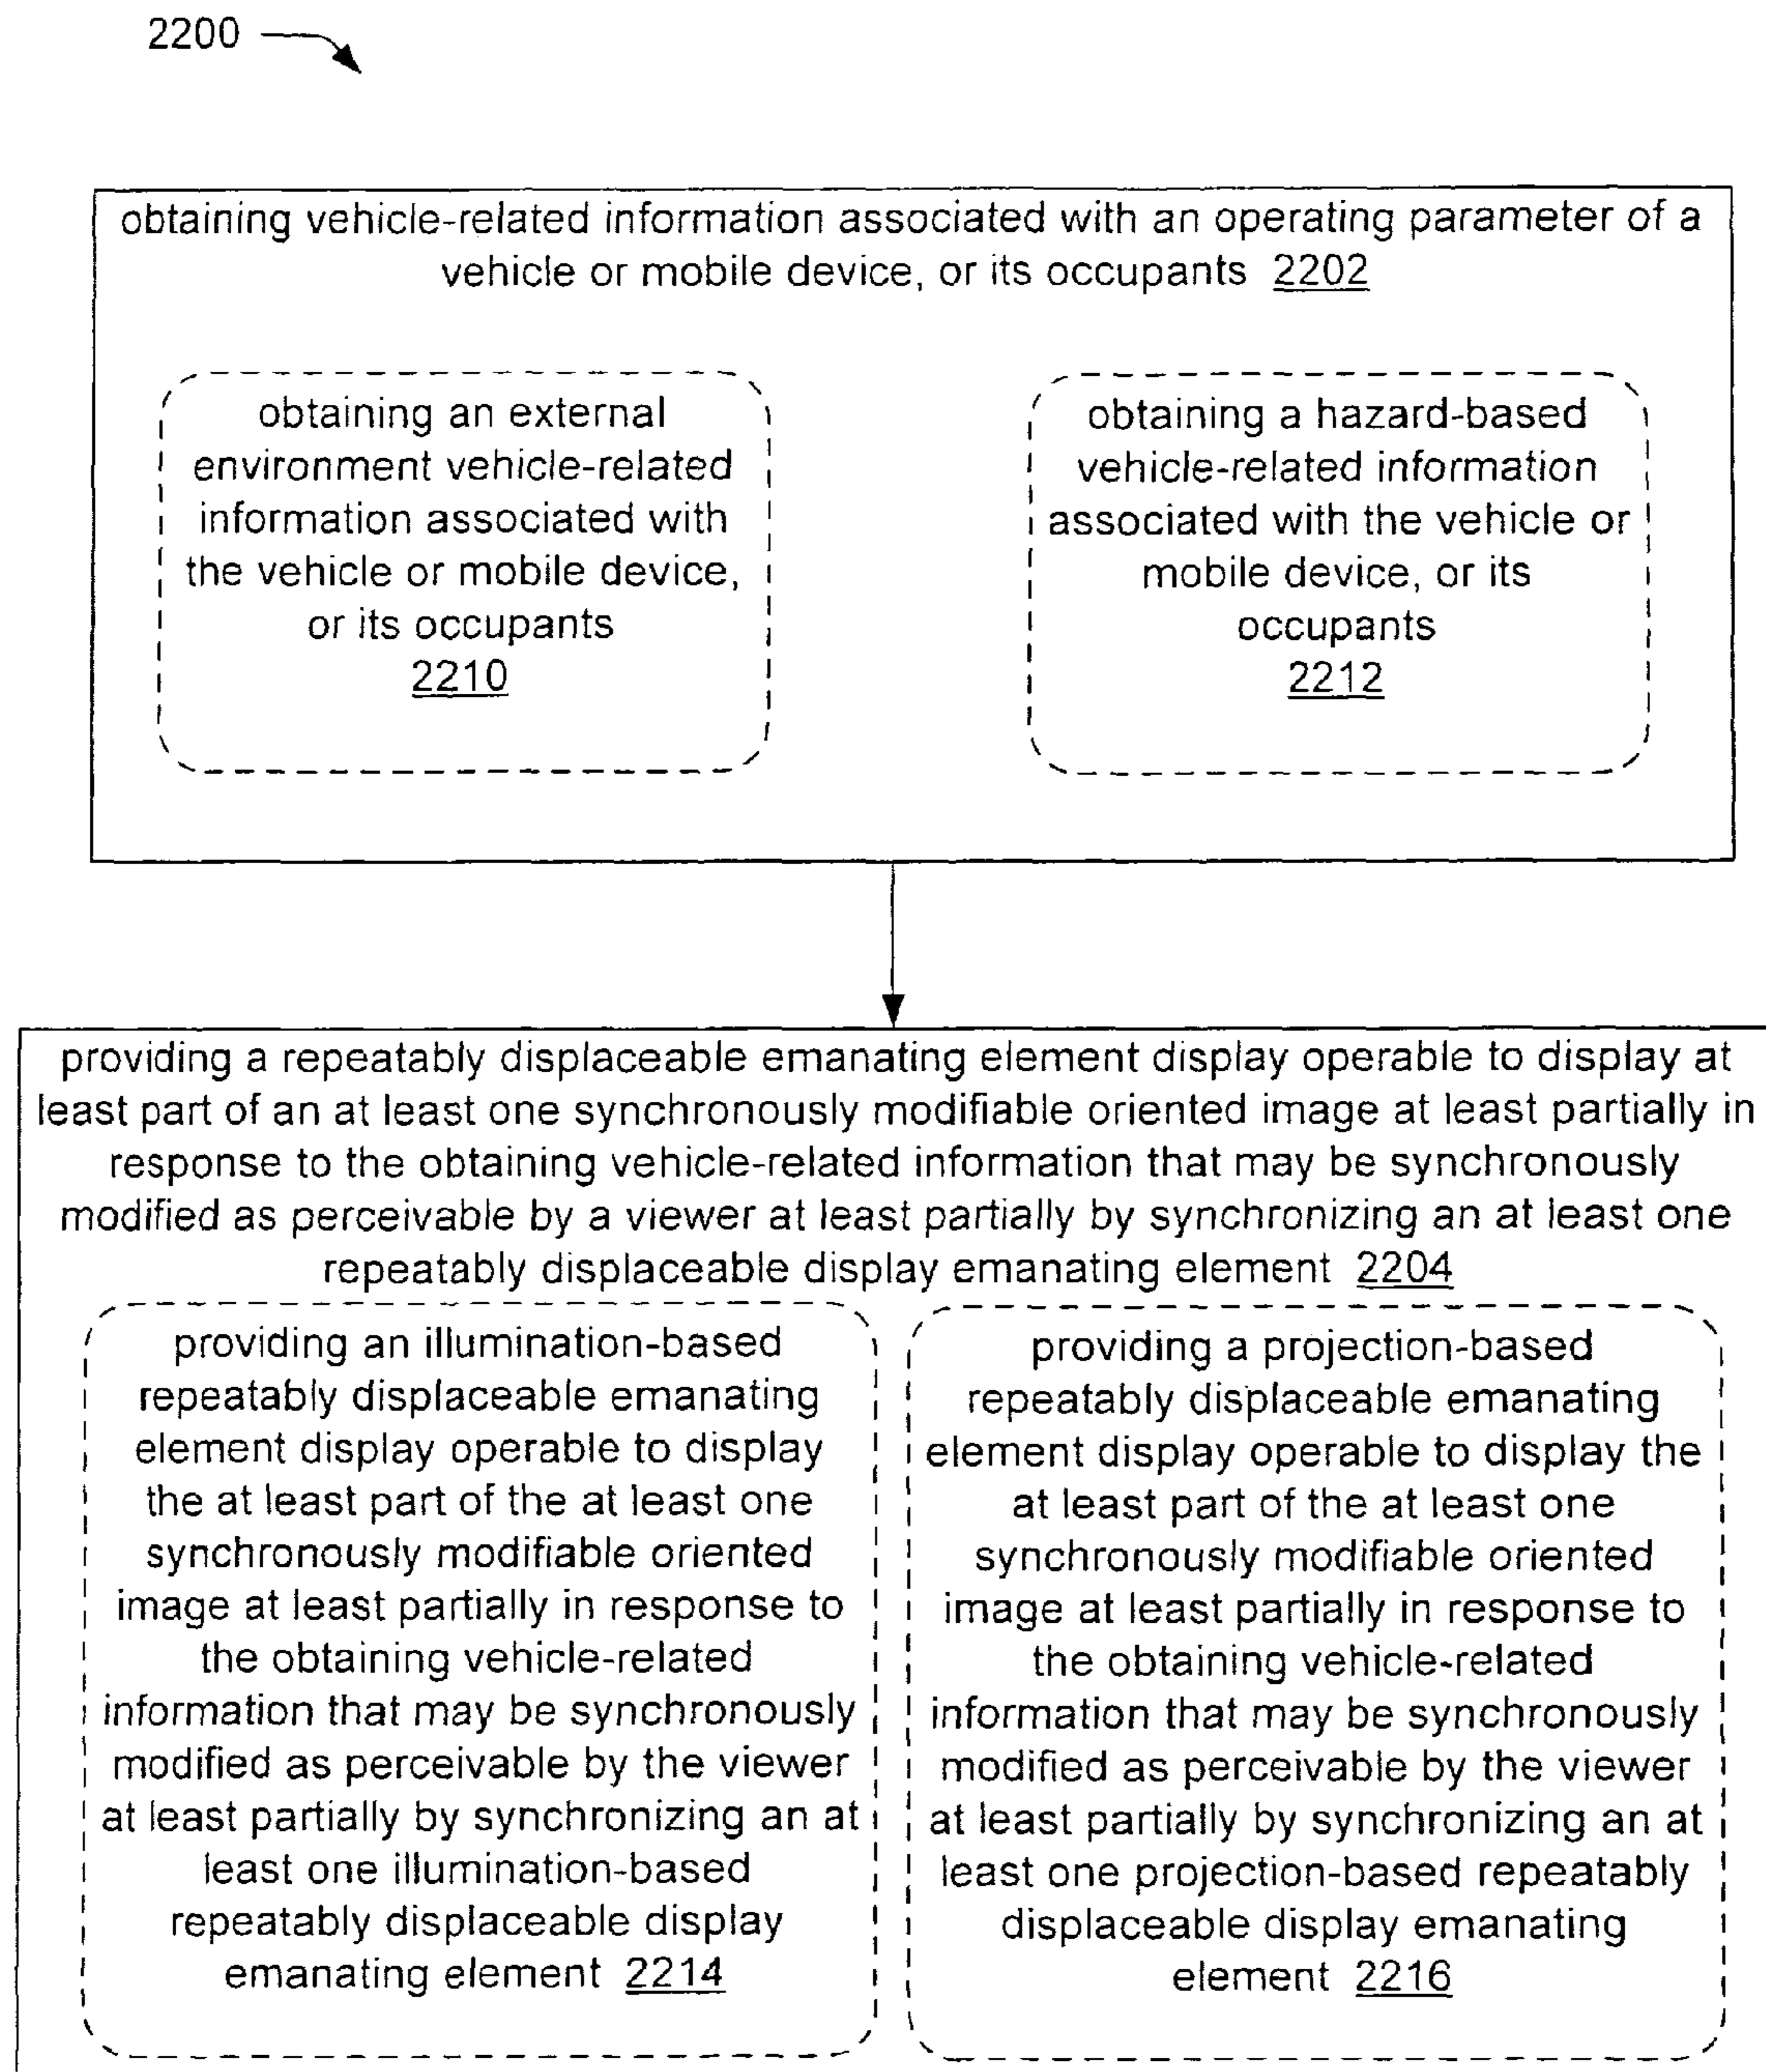 2200
obtaining vehicle-related information associated with an operating parameter of a
vehicle or mobile device, or its occupants 2202
obtaining an external
environment vehicle-related
information associated with
the vehicle or mobile device,
or its occupants
2210
obtaining a hazard-based
vehicle-related information
associated with the vehicle or
mobile device, or its
occupants
2212
providing a repeatably displaceable emanating element display operable to display at
least part of an at least one synchronously modifiable oriented image at least partially in
response to the obtaining vehicle-related information that may be synchronously
modified as perceivable by a viewer at least partially by synchronizing an at least one
repeatably displaceable display emanating element 2204
providing an illumination-based
repeatably displaceable emanating
element display operable to display
the at least part of the at least one
synchronously modifiable oriented
image at least partially in response to
the obtaining vehicle-related
information that may be synchronously
modified as perceivable by the viewer
at least partially by synchronizing an at
least one illumination-based
repeatably displaceable display
emanating element 2214
providing a projection-based
repeatably displaceable emanating
element display operable to display the
at least part of the at least one
synchronously modifiable oriented
image at least partially in response to
the obtaining vehicle-related
information that may be synchronously
modified as perceivable by the viewer
at least partially by synchronizing an at
least one projection-based repeatably
displaceable display emanating
element 2216